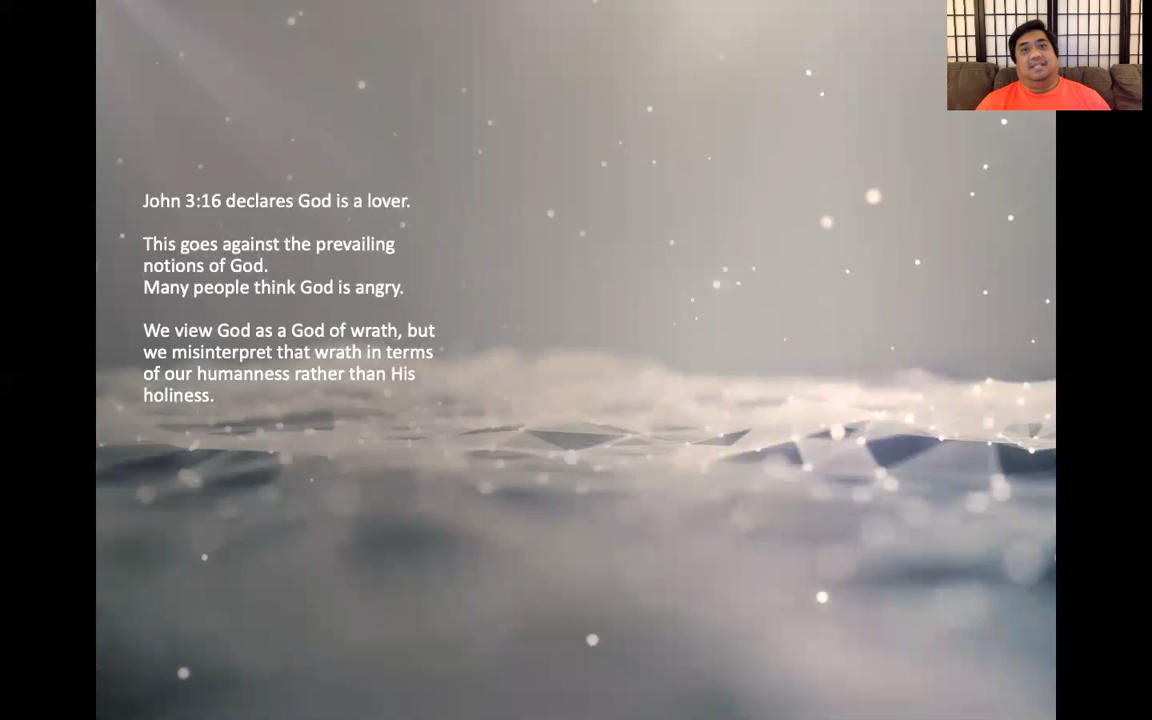 John 3:16 declares God is a lover.
This goes against the prevailing
notions of God.
Many people think God is angry.
We view God as a God of wrath, but
we misinterpret that wrath in terms
of our humanness rather than His
holiness.